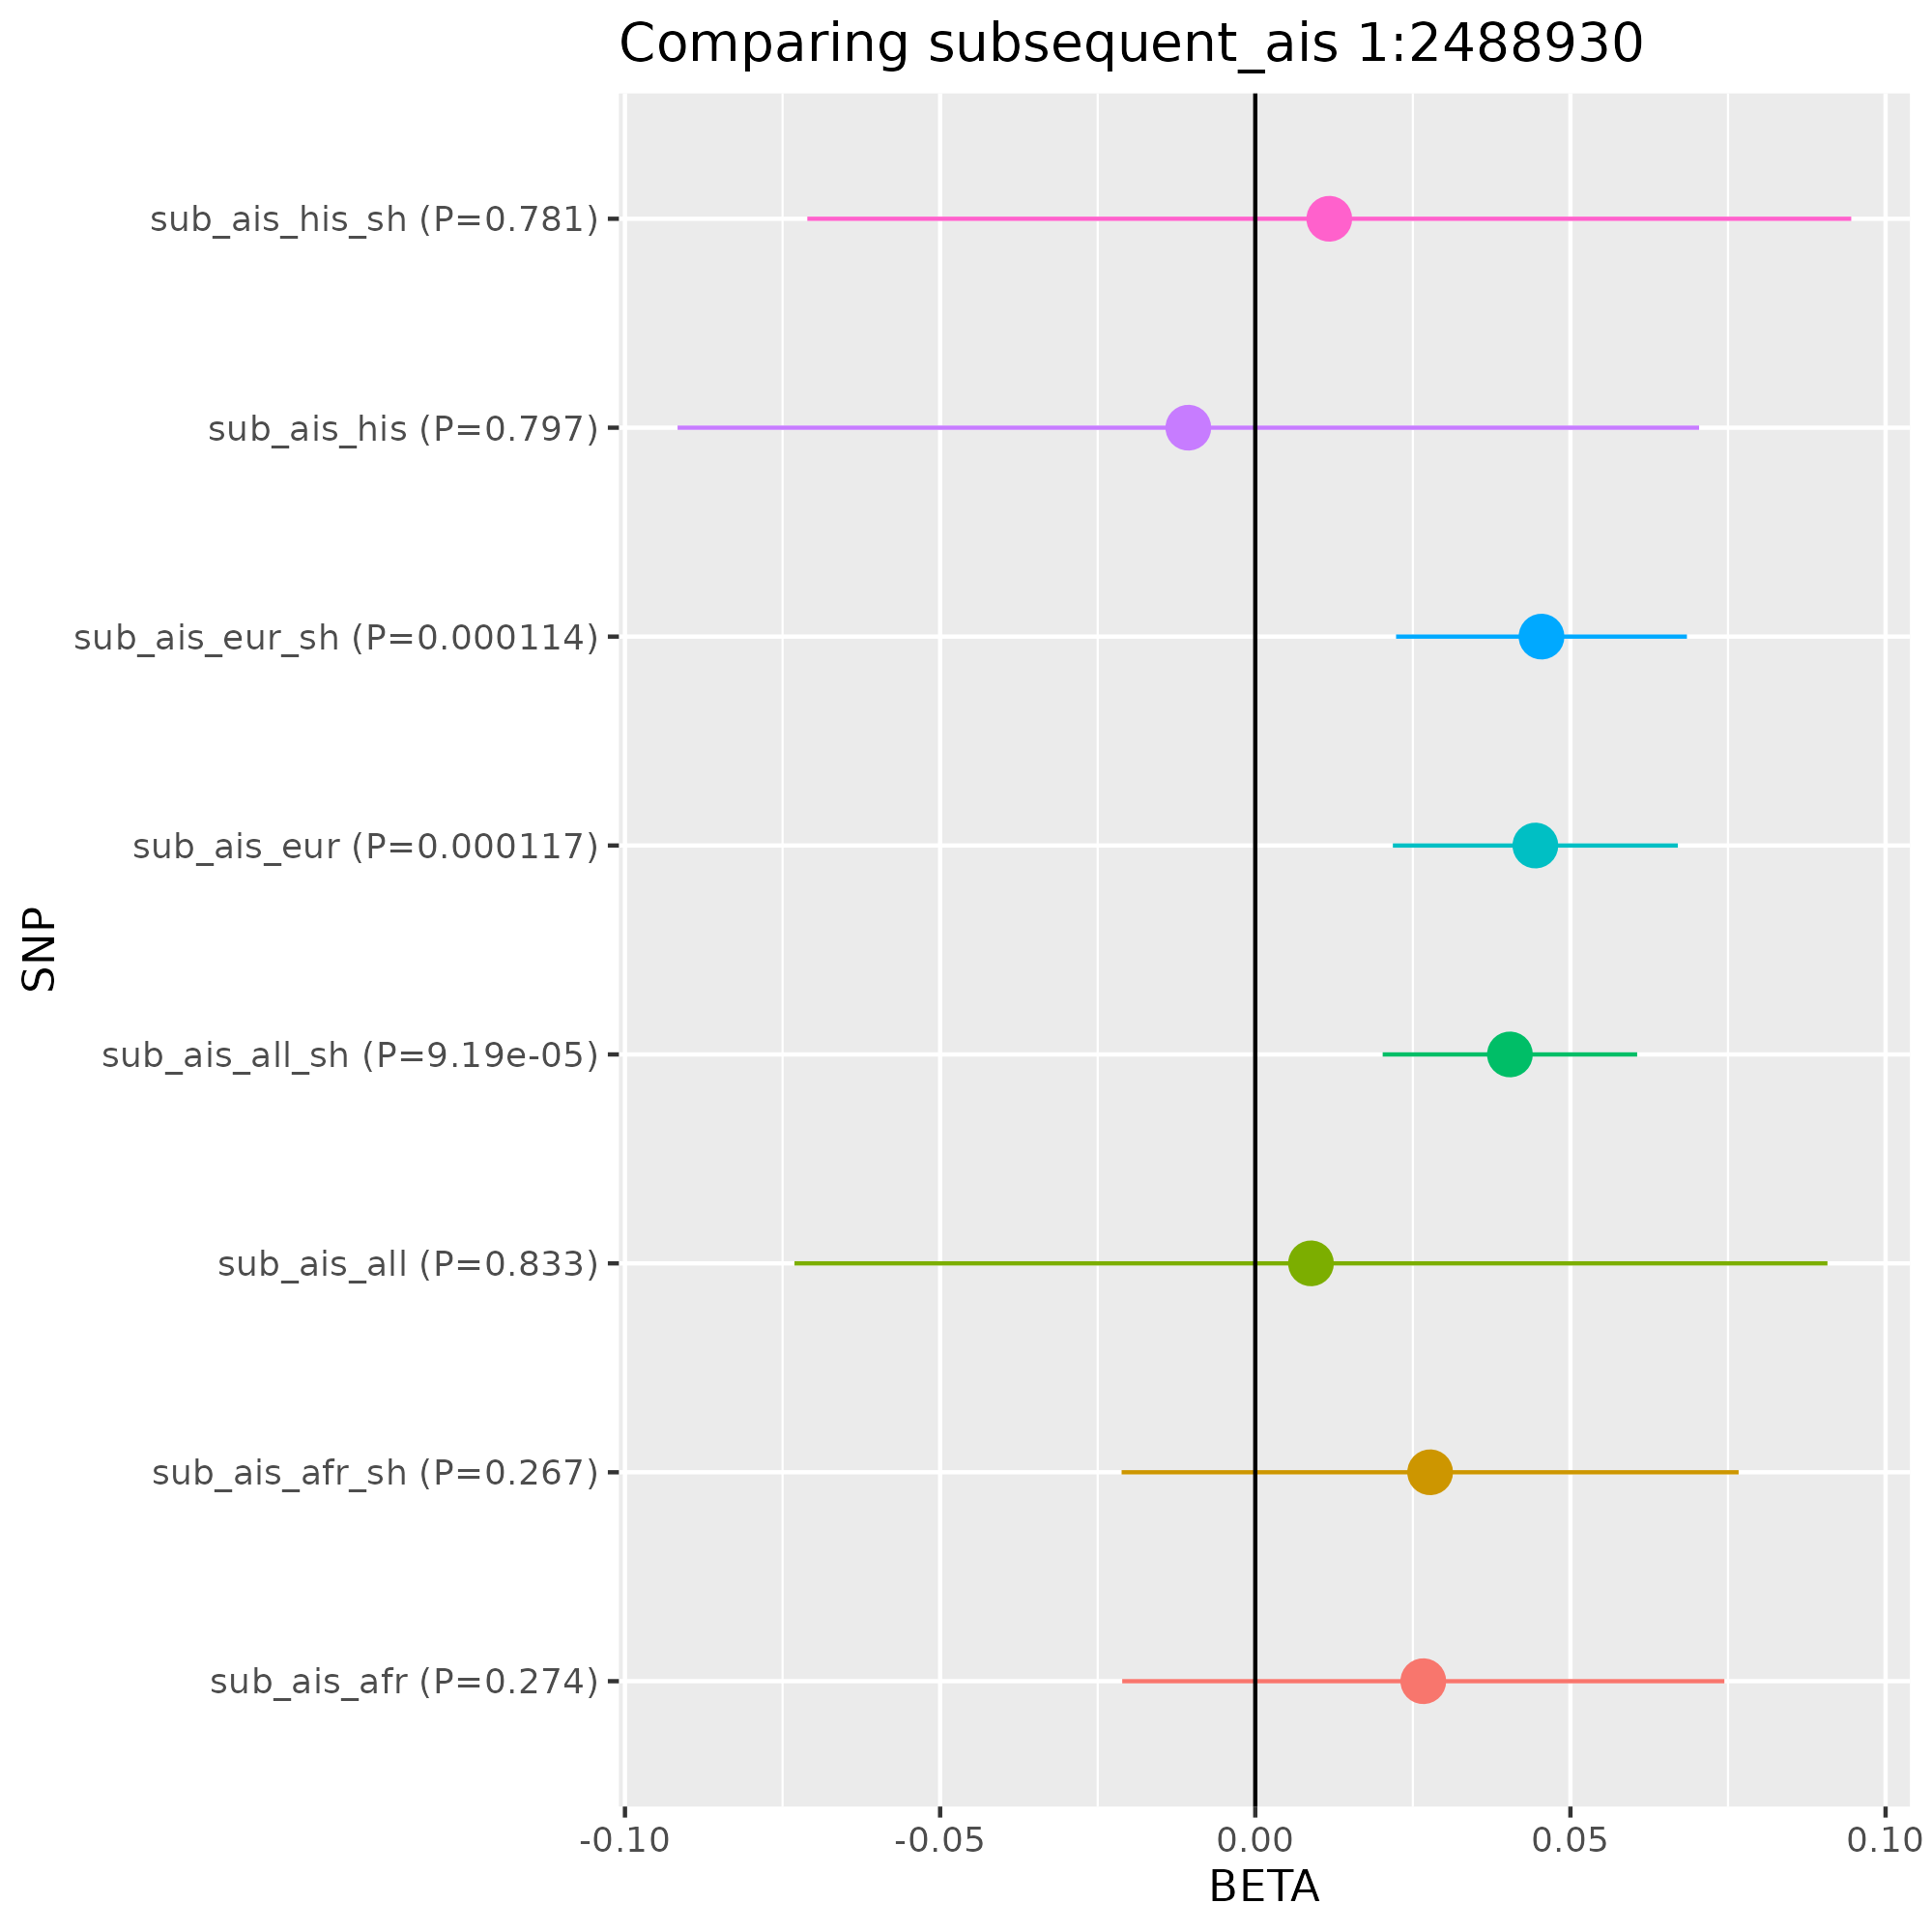 Comparing subsequent_ais 1:2488930
sub_ais_his_sh (P=0.781)
sub_ais_his (P=0.797)
sub_ais_eur_sh (P=0.000114)
sub_ais_eur (P=0.000117)
sub_ais_all_sh (P=9.19e-05)
sub_ais_all (P=0.833)
sub_ais_afr_sh (P=0.267)
sub_ais_afr (P=0.274)
SNP
-0.10 -0.05 0.00 0.05 0.10
BETA